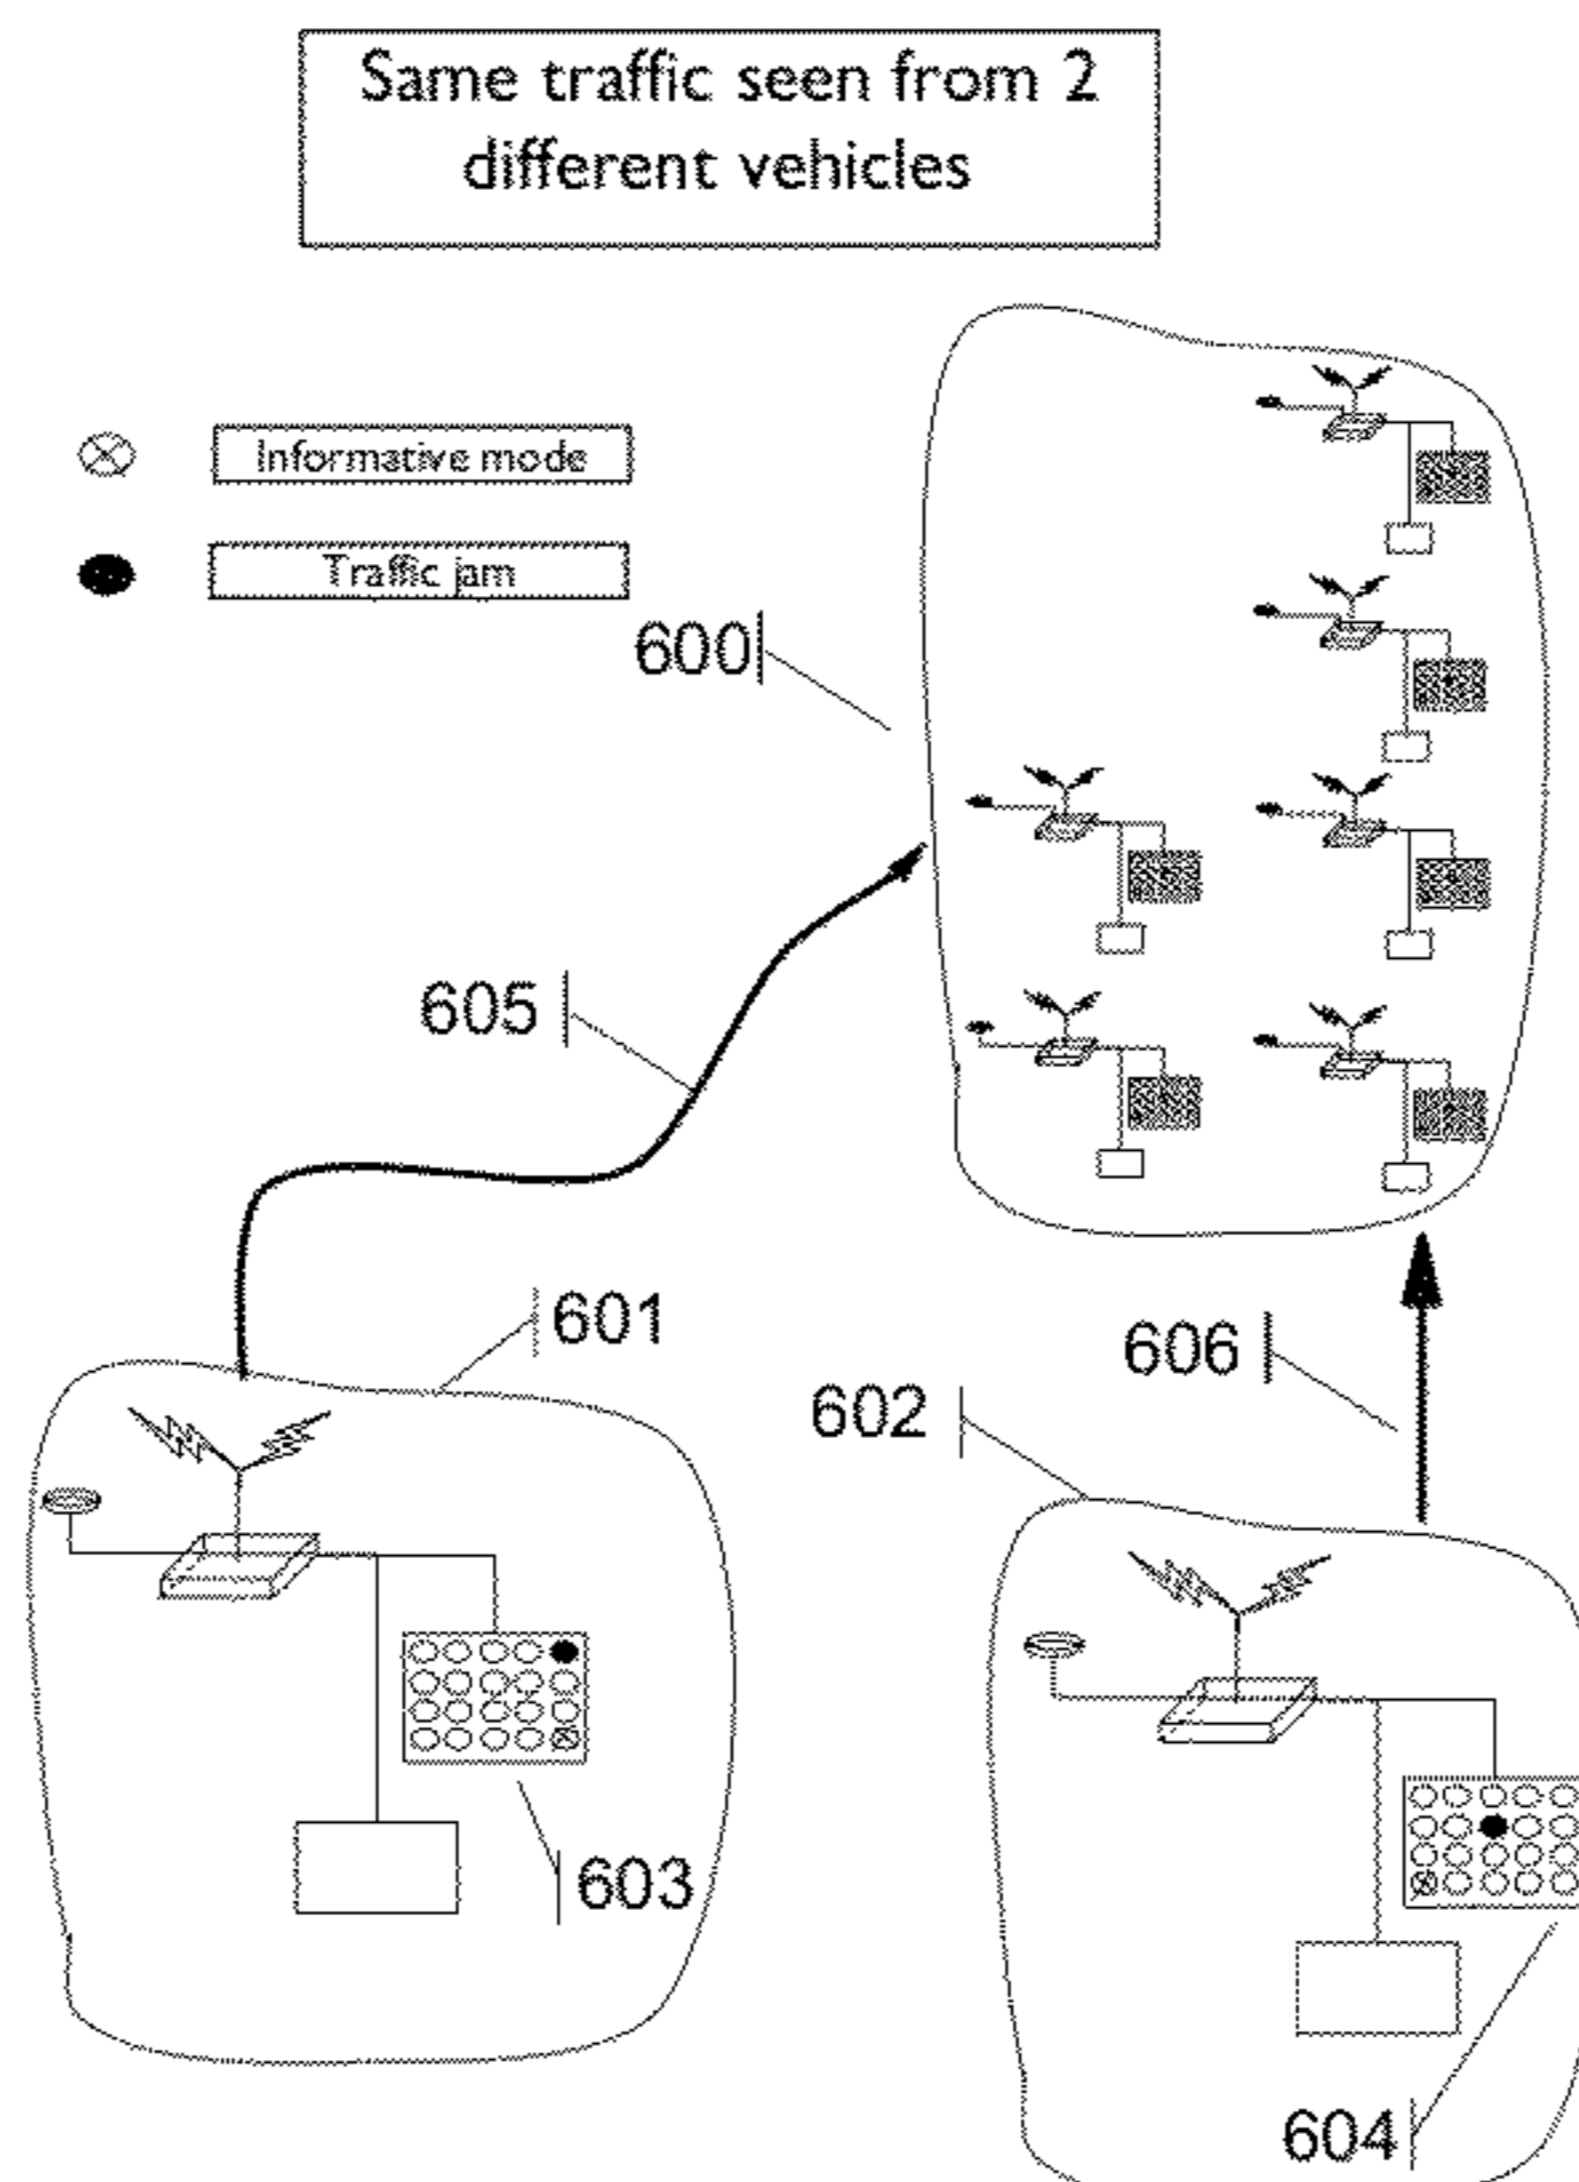 Same traffic seen from 2
different vehicles
Informative mode
Traffic jam
600
605
601
606
602
603
604